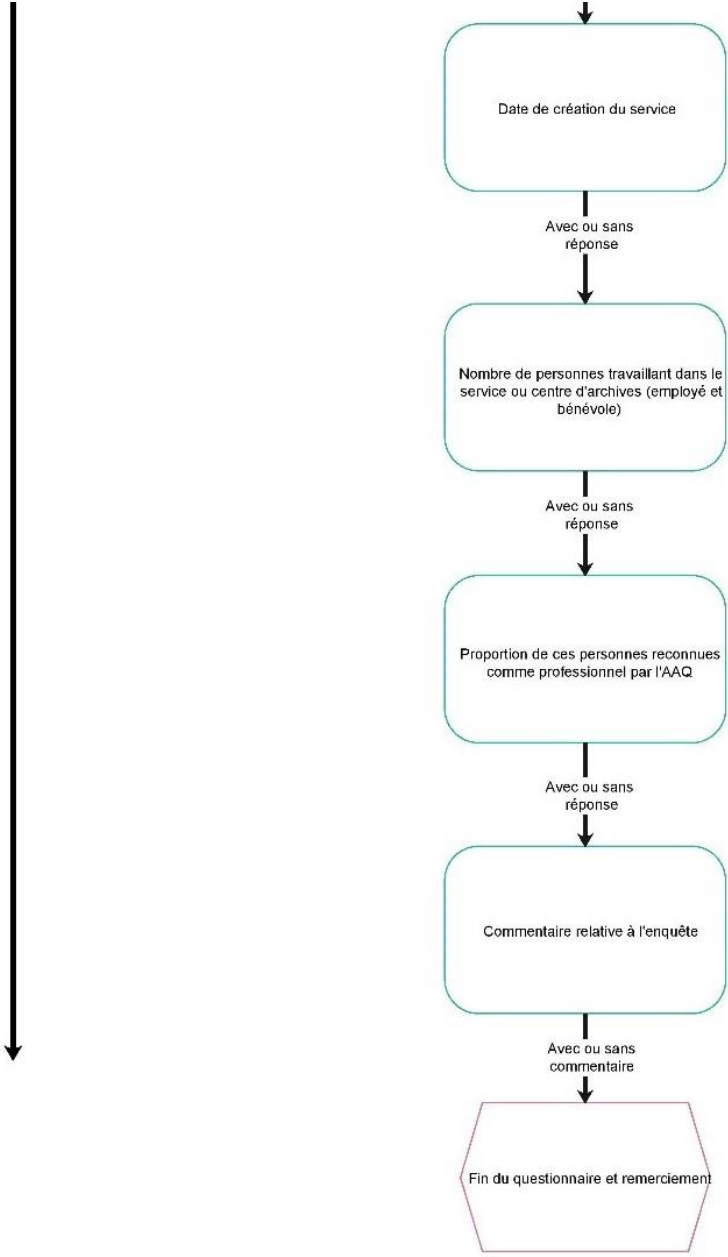 Date de création du service
Avec ou sans
réponse
Nombre de personnes travaillant dans le
service ou centre d'archives (employé et
bénévole)
Avec ou sans
réponse
Proportion de ces personnes reconnues
comme professionnel par l'AAQ
Avec ou sans
réponse
Commentaire relative à l'enquête
Avec ou sans
commentaire
Fin du questionnaire et remerciement